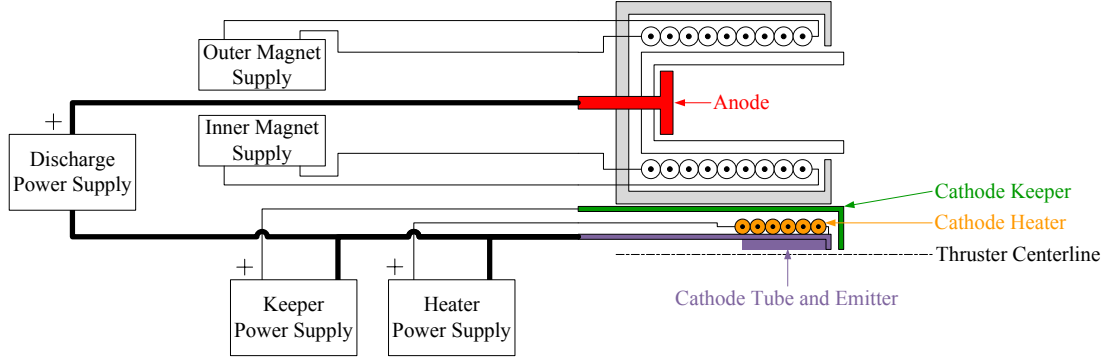 Outer Magnet
Supply
+
Anode
Inner Magnet
Supply
Discharge
Power Supply
Cathode Keeper
Cathode Heater
Thruster Centerline
+
+
Cathode Tube and Emitter
Keeper
Power Supply
Heater
Power Supply